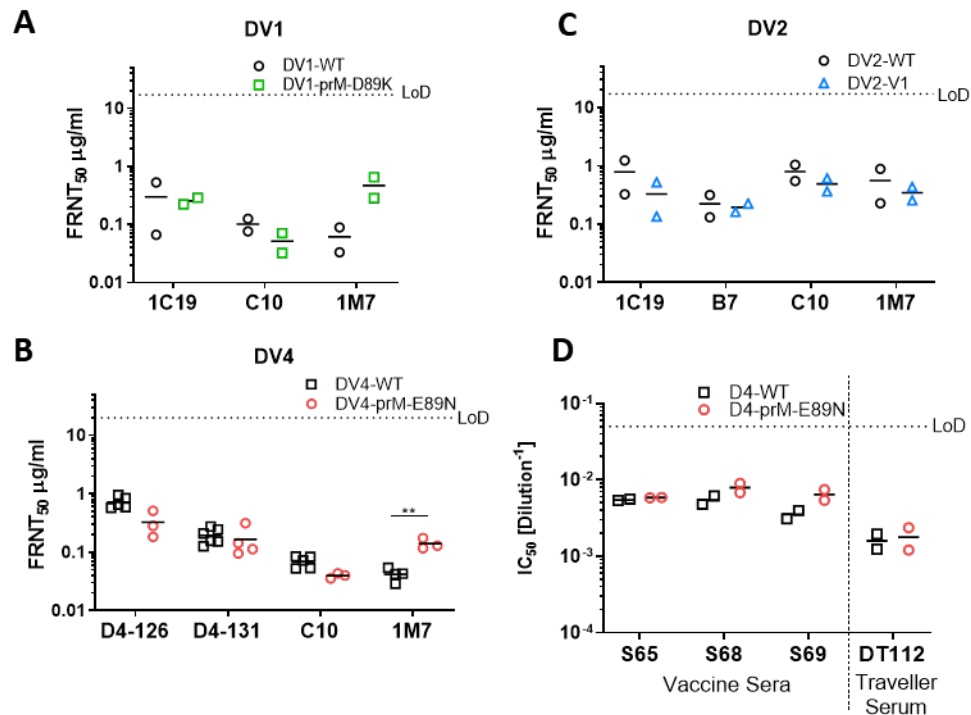 A
DV1
DV1-WT
DV1-prM-D89K
LoD
FRNT50 µg/ml
10
1
0.1
0.01
1C19 C10 1M7
C
DV2
DV2-WT
DV2-V1
LoD
FRNT50 µg/ml
10
1
0.1
0.01
1C19 B7 C10 1M7
B
DV4
DV4-WT
DV4-prM-E89N
LoD
FRNT50 µg/ml
10
1
0.1
0.01
**
D4-126 D4-131 C10 1M7
D
D4-WT
D4-prM-E89N
LoD
IC50 [Dilution-1]
10-1
10-2
10-3
10-4
S65 S68 S69 DT112
Vaccine Sera Traveller
Serum